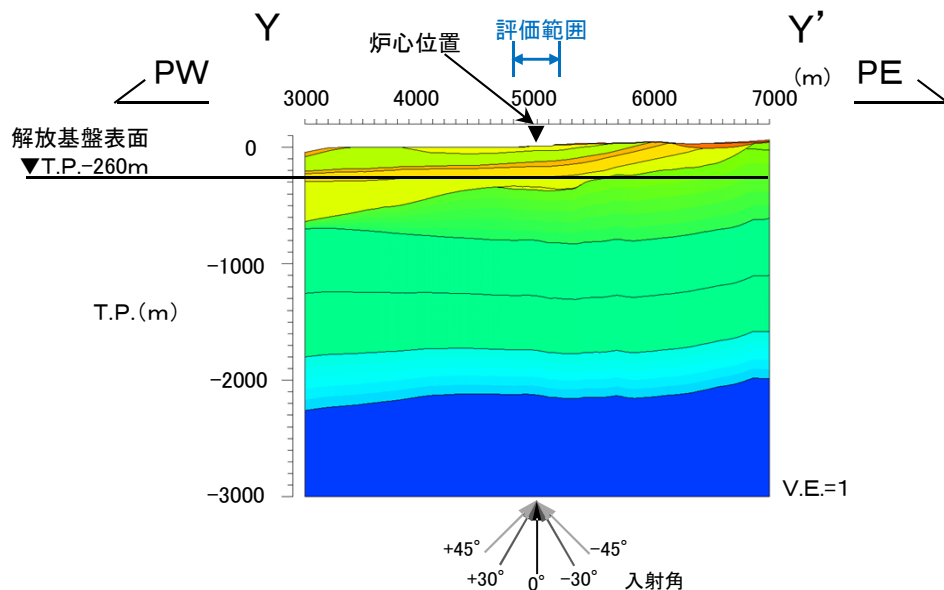 Y
Y’
炉心位置
評価範囲
PW
PE
(m)
3000 4000 5000 6000 7000
解放基盤表面
▼T.P.-260m
0
-1000
T.P.(m)
-2000
-3000
V.E.=1
+45° -45°
+30° 0° -30° 入射角